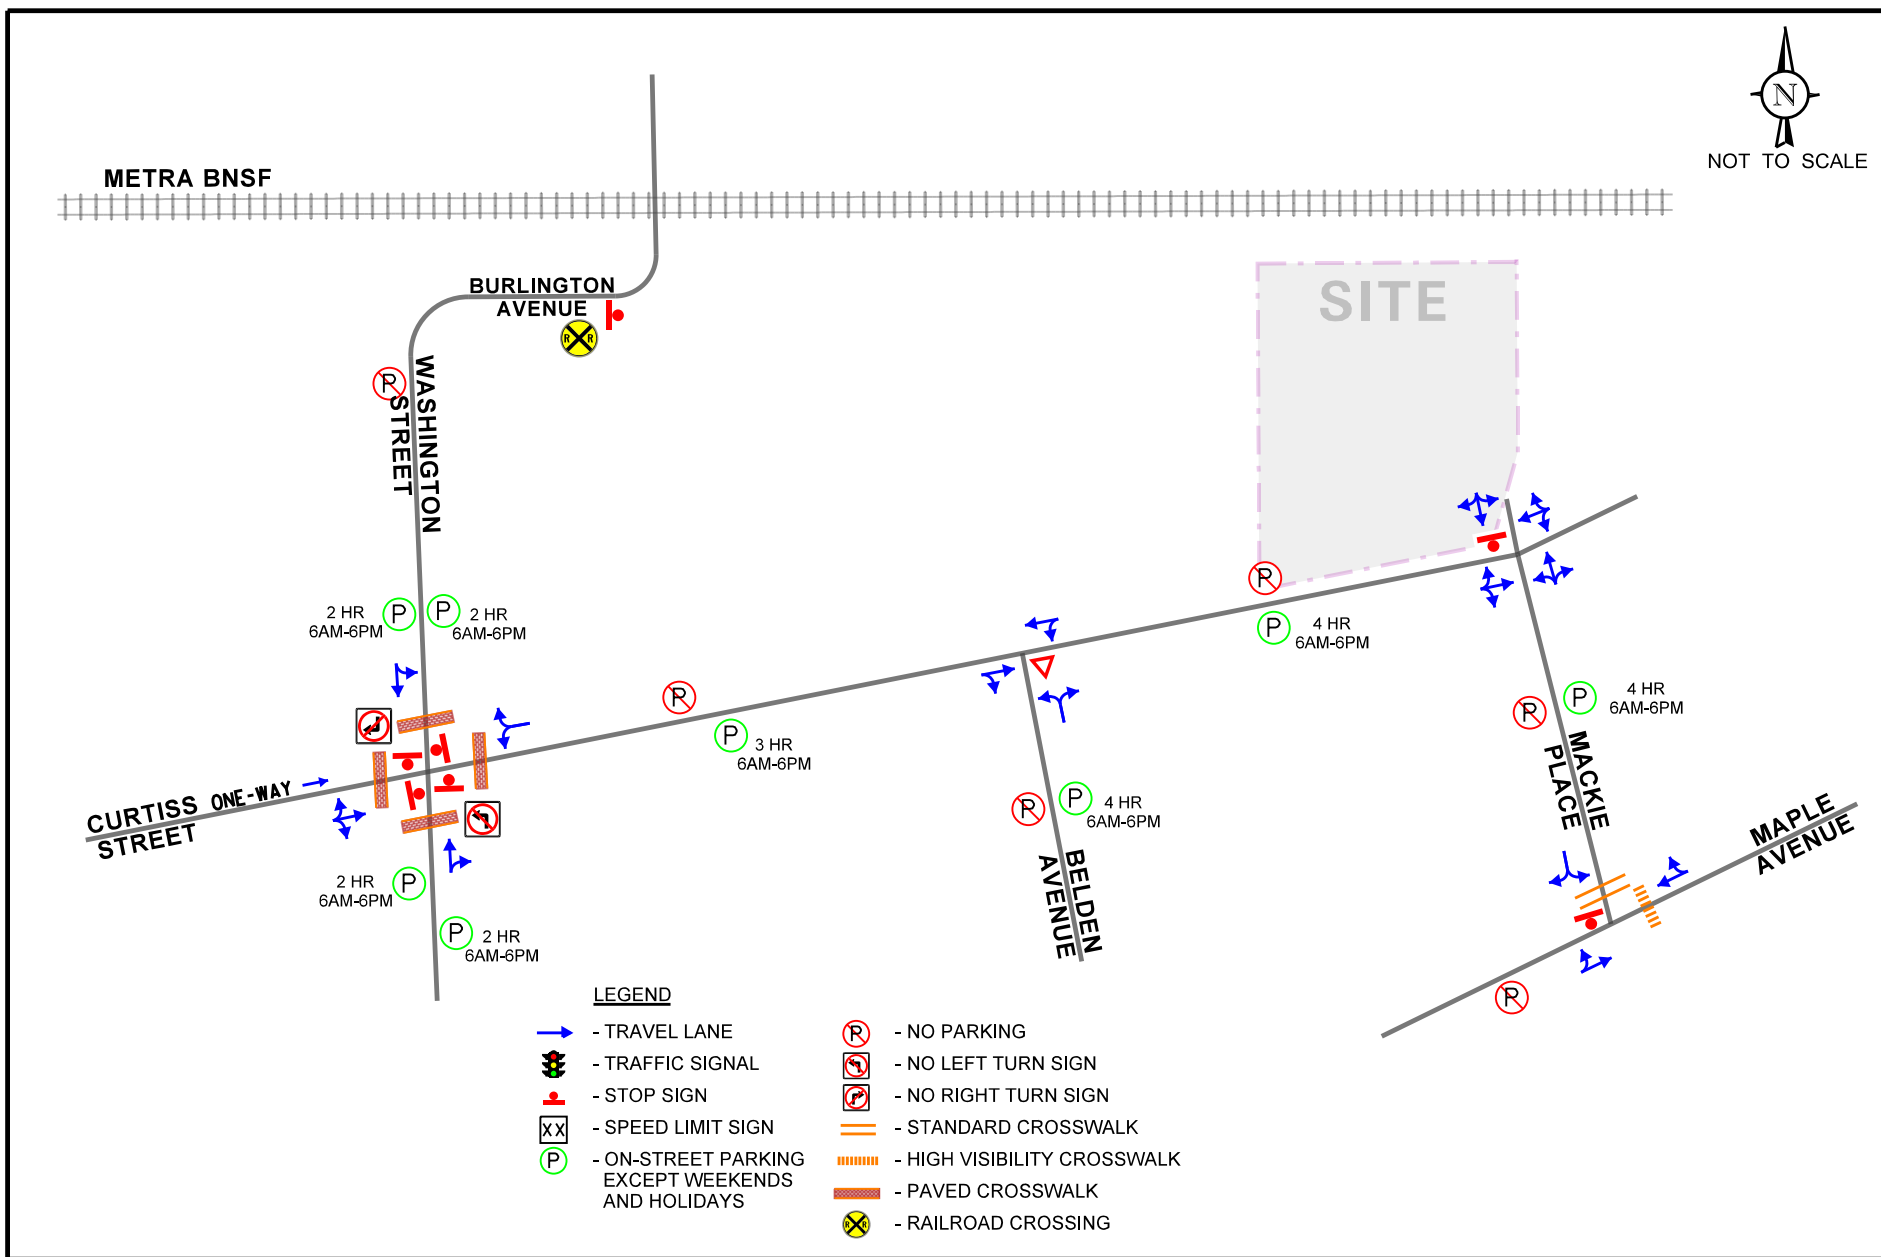 N
NOT TO SCALE
METRA BNSF
BURLINGTON
AVENUE
R R
SITE
P
WASHINGTON
STREET
P
2 HR
6AM-6PM
P
2 HR
6AM-6PM
P
P
4 HR
6AM-6PM
P
P
3 HR
6AM-6PM
P
P
4 HR
6AM-6PM
MACKIE
PLACE
CURTISS
STREET
ONE-WAY
P
P
4 HR
6AM-6PM
BELDEN
AVENUE
MAPLE
AVENUE
P
2 HR
6AM-6PM
P
2 HR
6AM-6PM
P
LEGEND
- TRAVEL LANE
- TRAFFIC SIGNAL
- STOP SIGN
XX - SPEED LIMIT SIGN
P - ON-STREET PARKING
EXCEPT WEEKENDS
AND HOLIDAYS
P - NO PARKING
- NO LEFT TURN SIGN
- NO RIGHT TURN SIGN
- STANDARD CROSSWALK
- HIGH VISIBILITY CROSSWALK
- PAVED CROSSWALK
R R - RAILROAD CROSSING